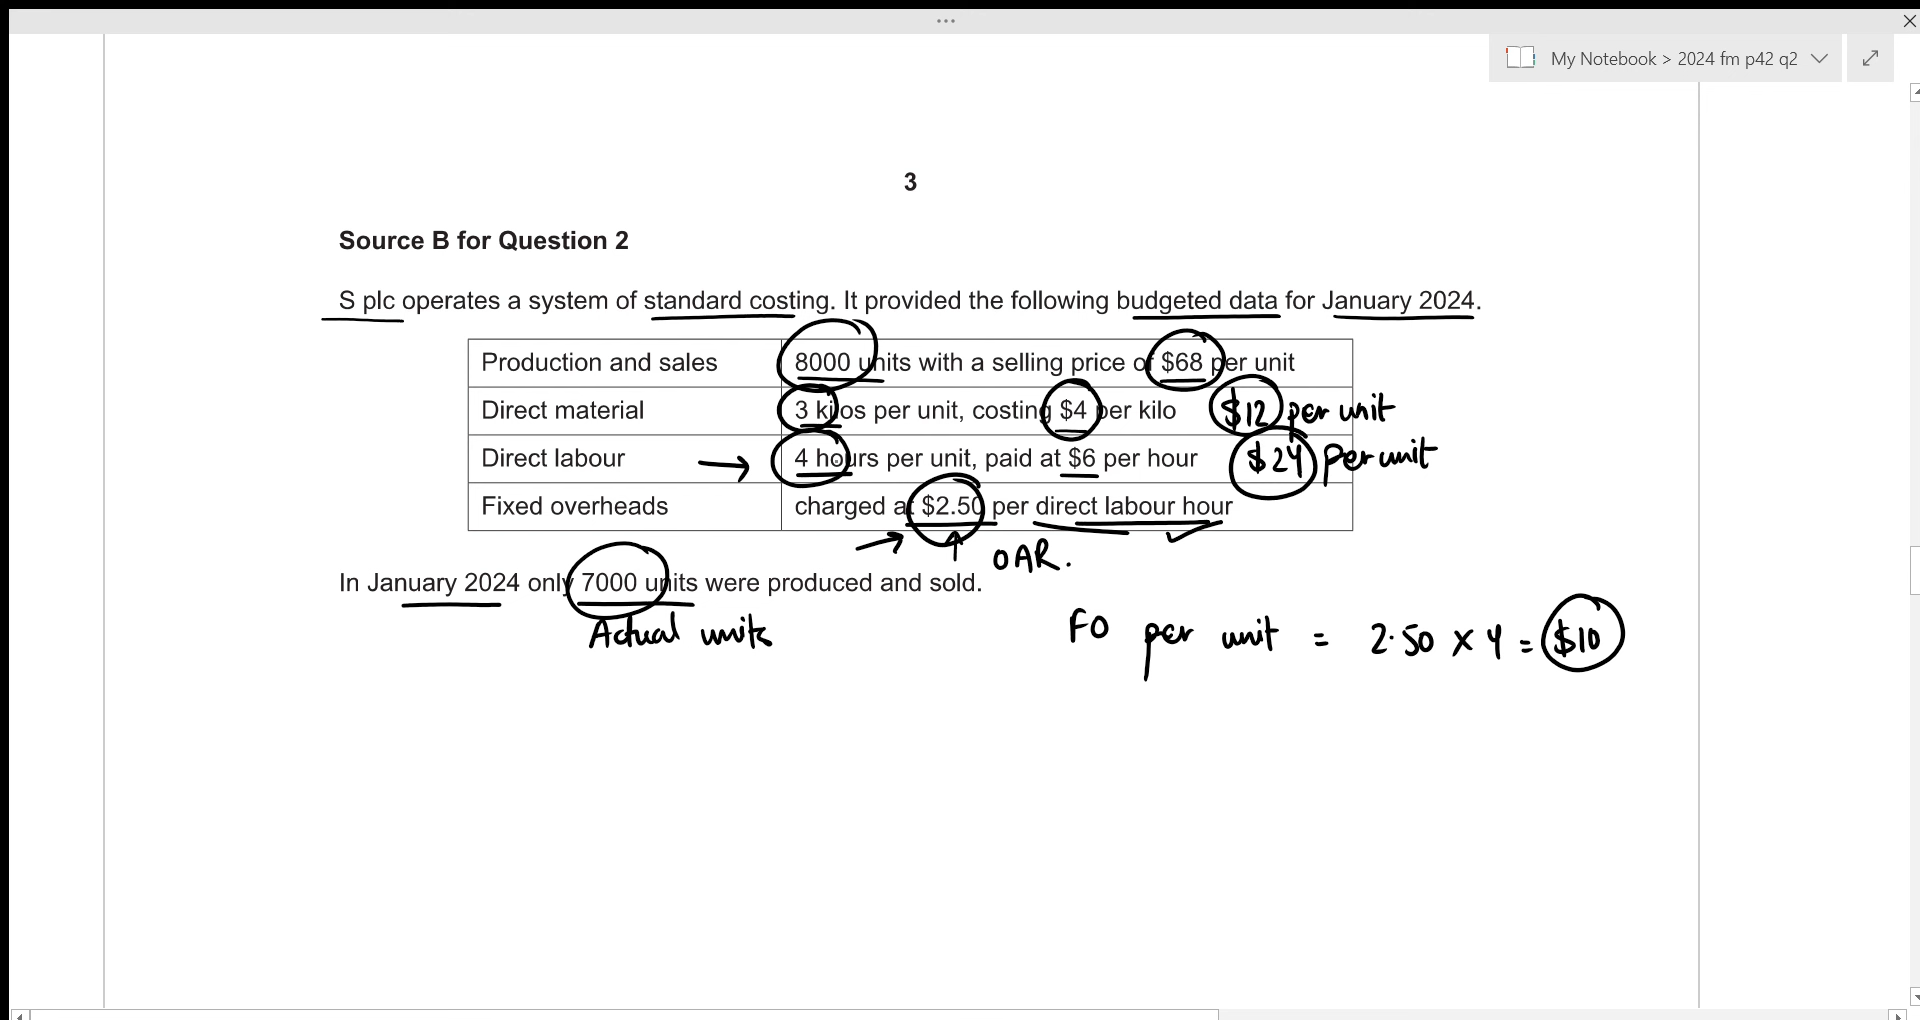 My Notebook > 2024 fm p42 q2
3
Source B for Question 2
S plc operates a system of standard costing. It provided the following budgeted data for January 2024.
Production and sales 8000 units with a selling price of $68 per unit
Direct material 3 kilos per unit, costing $4 per kilo $12 per unit
Direct labour 4 hours per unit, paid at $6 per hour $24 per unit
Fixed overheads charged at $2.50 per direct labour hour
OAR.
In January 2024 only 7000 units were produced and sold.
Actual units
FO per unit = 2.50 x 4 = $10